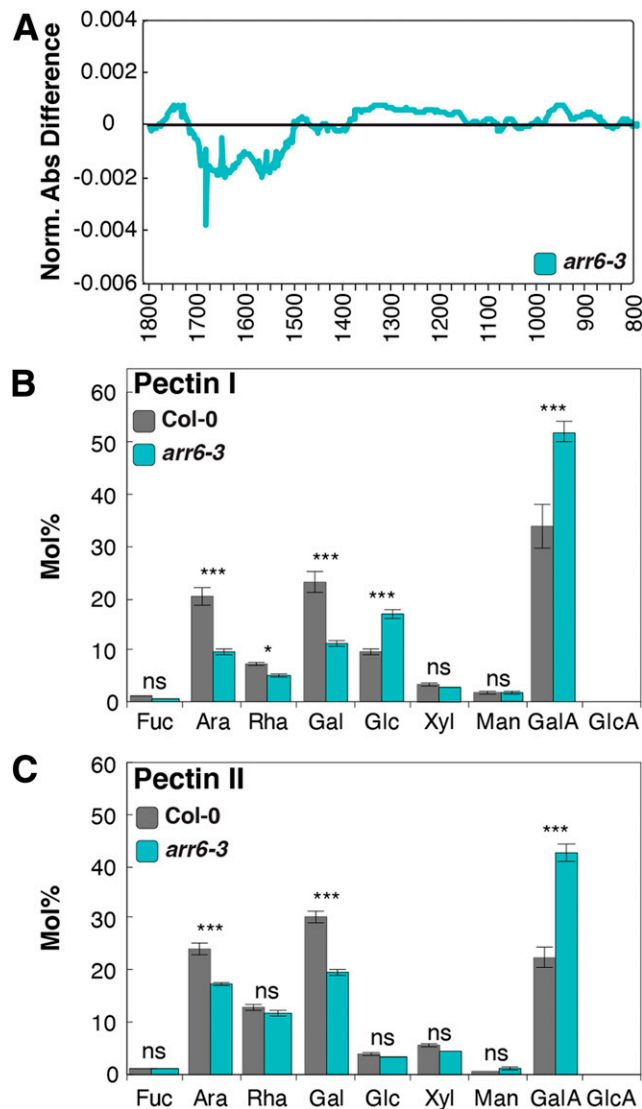 A
Norm. Abs Difference
0.004
0.002
0
-0.002
-0.004
-0.006
arr6-3
1800
1700
1600
1500
1400
1300
1200
1100
1000
900
800
B
Pectin I
Col-0
arr6-3
Mol%
60
50
40
30
20
10
0
ns
***
*
***
***
ns
ns
***
Fuc Ara Rha Gal Glc Xyl Man GalA GlcA
C
Pectin II
Col-0
arr6-3
Mol%
60
50
40
30
20
10
0
ns
***
ns
***
ns
ns
ns
***
Fuc Ara Rha Gal Glc Xyl Man GalA GlcA